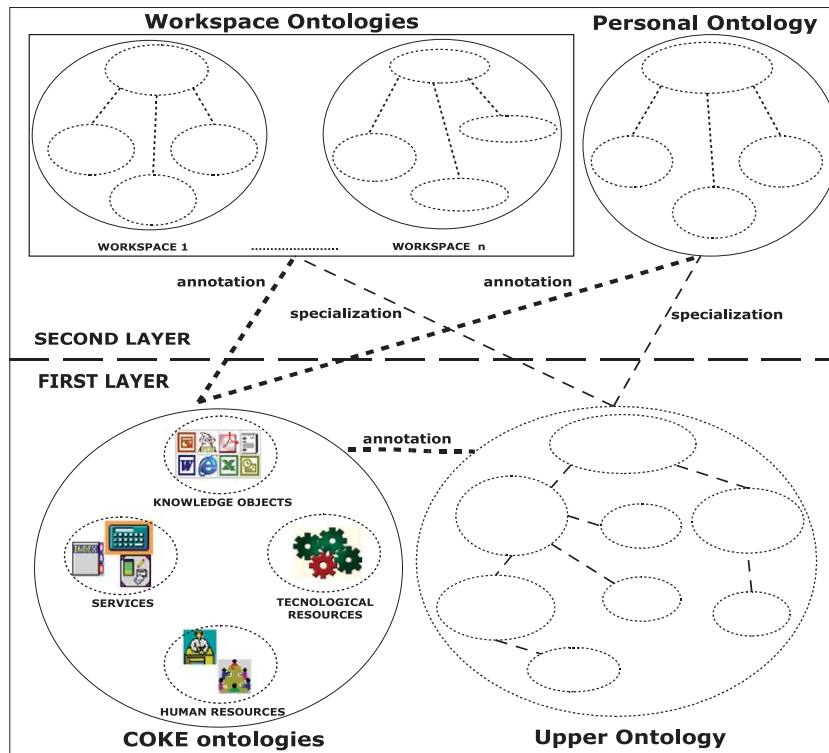 Workspace Ontologies
Personal Ontology
WORKSPACE 1
WORKSPACE n
annotation
annotation
specialization
specialization
SECOND LAYER
FIRST LAYER
annotation
KNOWLEDGE OBJECTS
INDEX
SERVICES
TECNOLOGICAL
RESOURCES
HUMAN RESOURCES
COKE ontologies
Upper Ontology